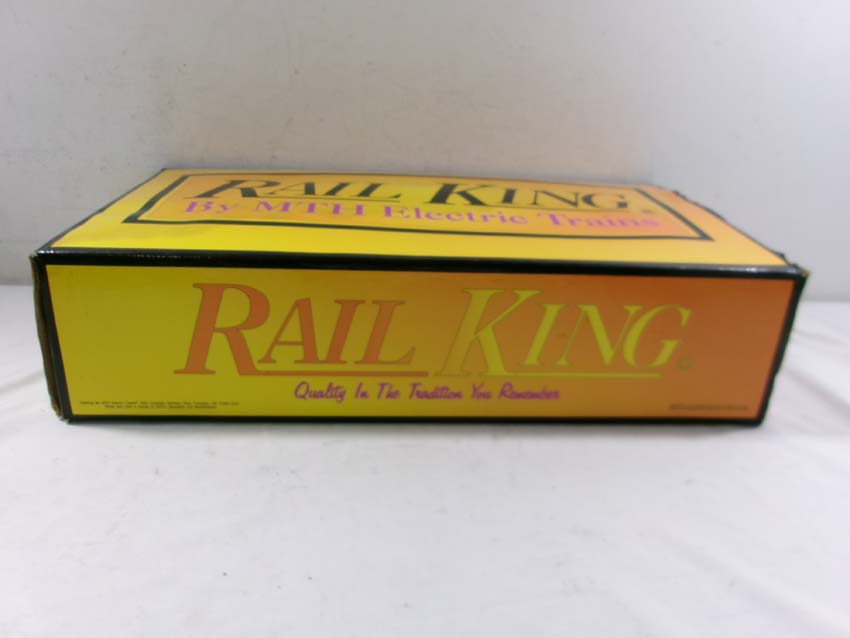 RAIL KING®
By MTH Electric Trains
RAIL KING®
Quality In The Tradition You Remember